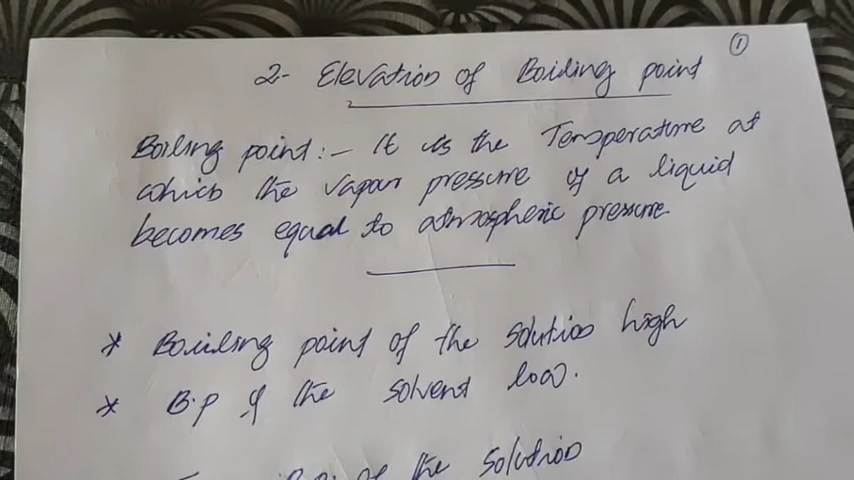 ①
2- Elevation of Boiling point
Boiling point:- It is the Temperature at
which the vapour pressure of a liquid
becomes equal to atmospheric pressure.
* Boiling point of the solution high
* B.p of the solvent low.
of the solution